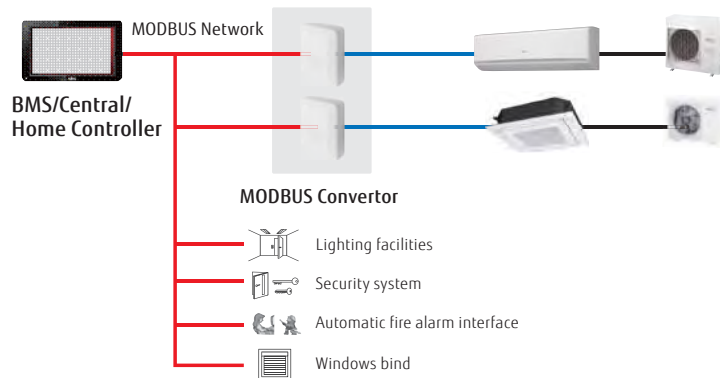 MODBUS Network
BMS/Central/
Home Controller
MODBUS Convertor
Lighting facilities
Security system
Automatic fire alarm interface
Windows bind